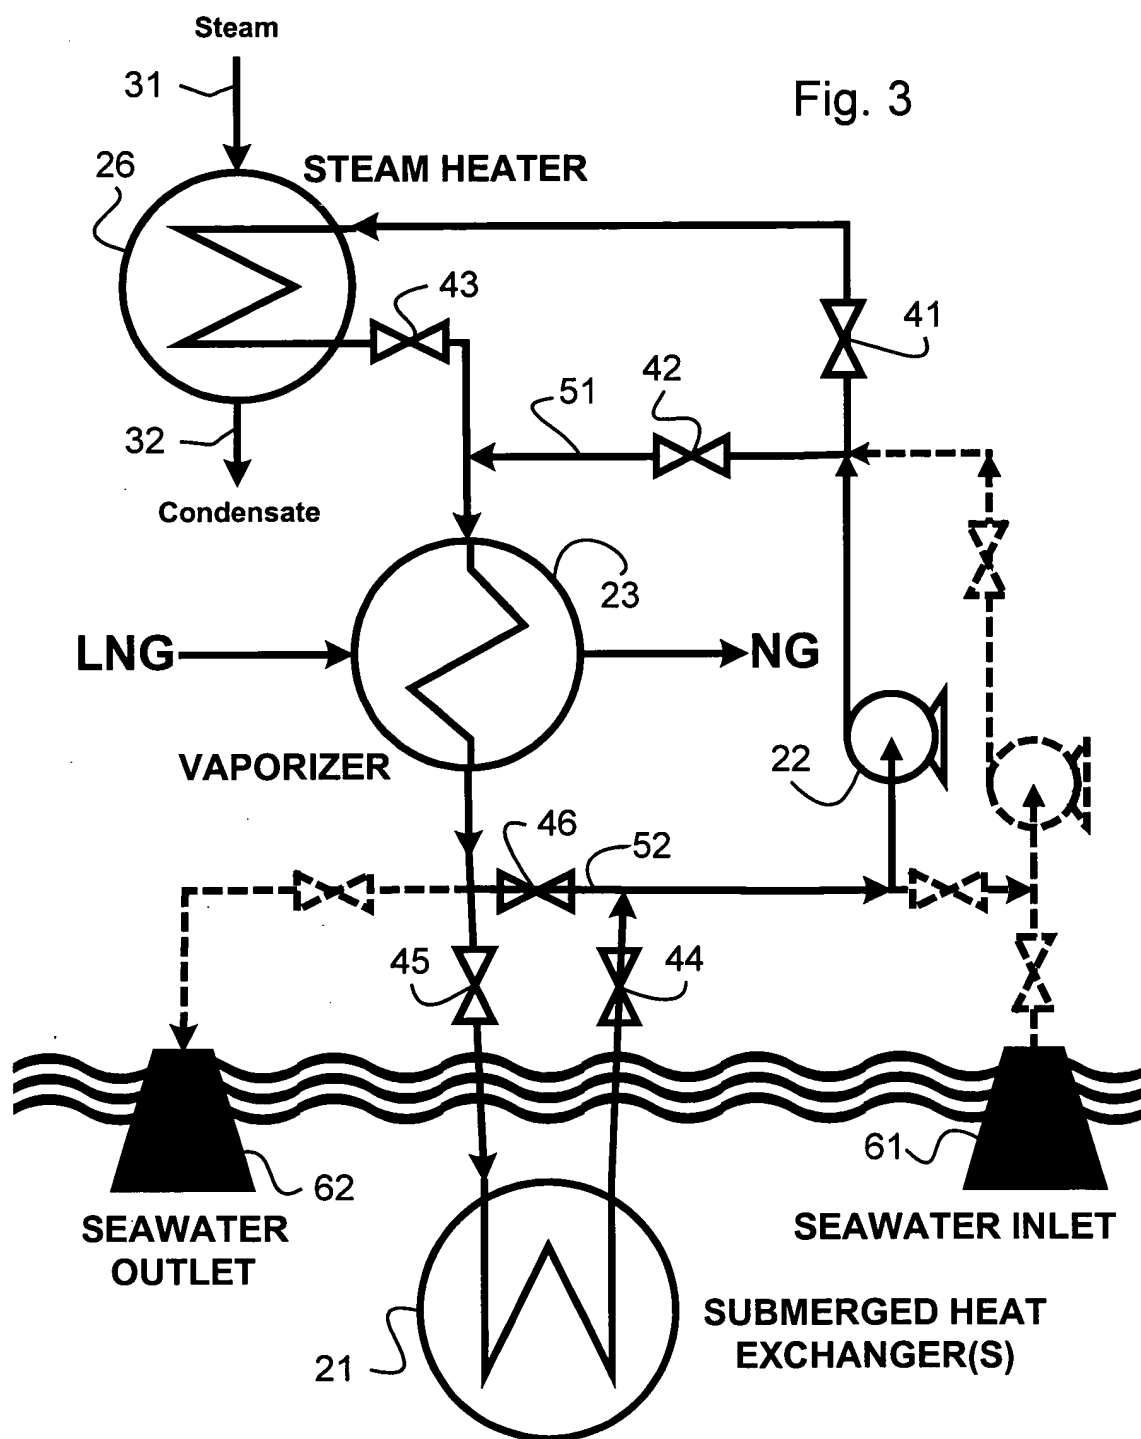 Steam
31
Fig. 3
26
STEAM HEATER
43
41
42
51
32
Condensate
23
LNG
NG
VAPORIZER
22
46
52
45
44
61
62
SEAWATER
OUTLET
SEAWATER INLET
SUBMERGED HEAT
EXCHANGER(S)
21